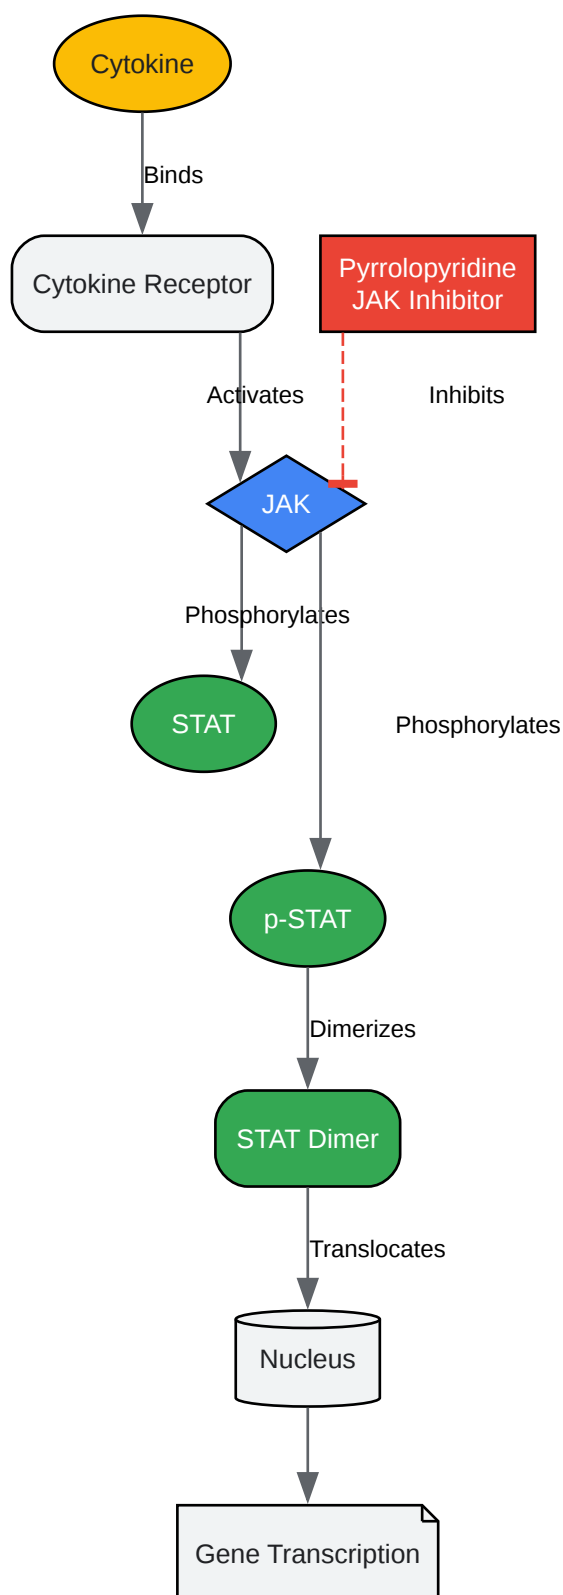 Cytokine
Binds
Cytokine Receptor
Pyrrolopyridine
JAK Inhibitor
Activates
Inhibits
JAK
Phosphorylates
STAT
Phosphorylates
p-STAT
Dimerizes
STAT Dimer
Translocates
Nucleus
Gene Transcription